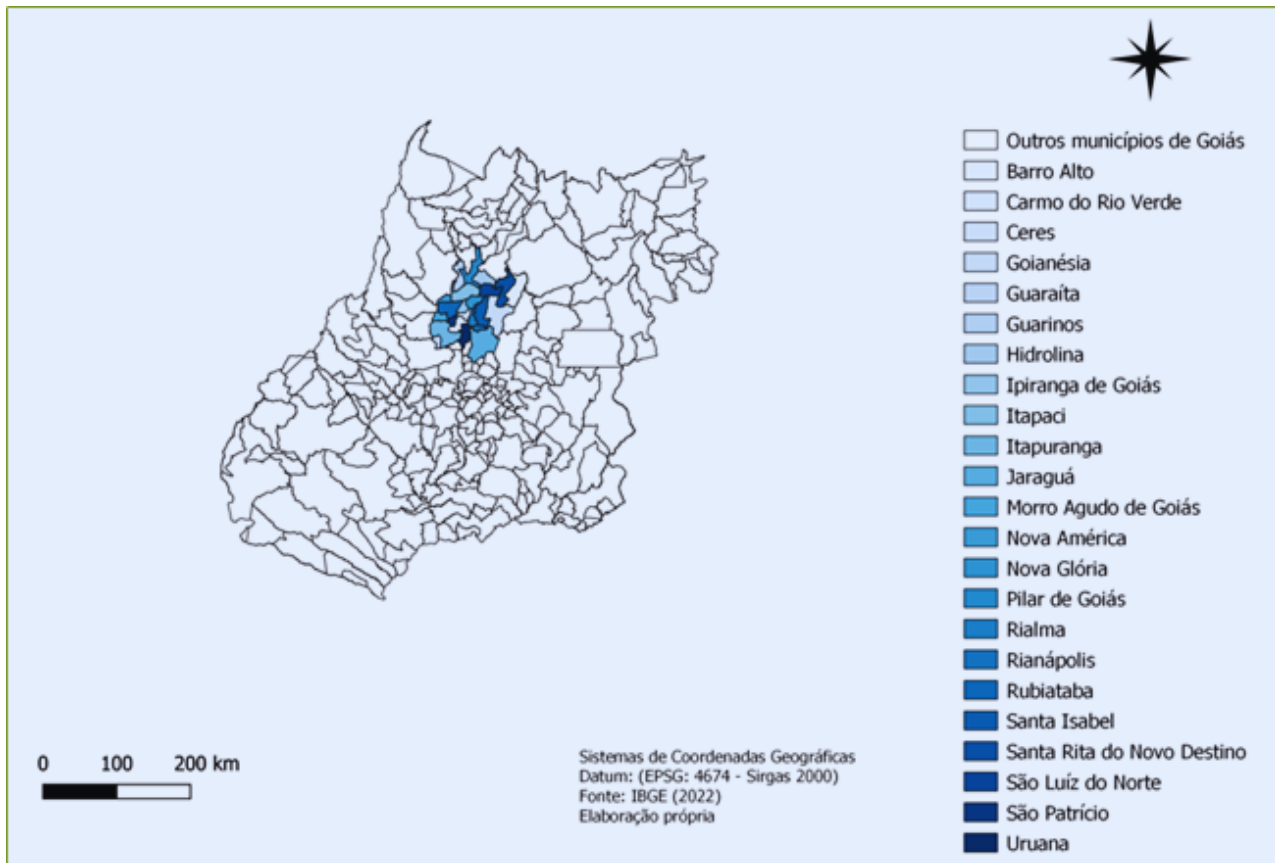 Outros municípios de Goiás
Barro Alto
Carmo do Rio Verde
Ceres
Goianésia
Guaraíta
Guarinos
Hidrolina
Ipiranga de Goiás
Itapaci
Itapuranga
Jaraguá
Morro Agudo de Goiás
Nova América
Nova Glória
Pilar de Goiás
Rialma
Rianápolis
Rubiataba
Santa Isabel
Santa Rita do Novo Destino
São Luíz do Norte
São Patrício
Uruana
0 100 200 km
Sistemas de Coordenadas Geográficas
Datum: (EPSG: 4674 - Sirgas 2000)
Fonte: IBGE (2022)
Elaboração própria